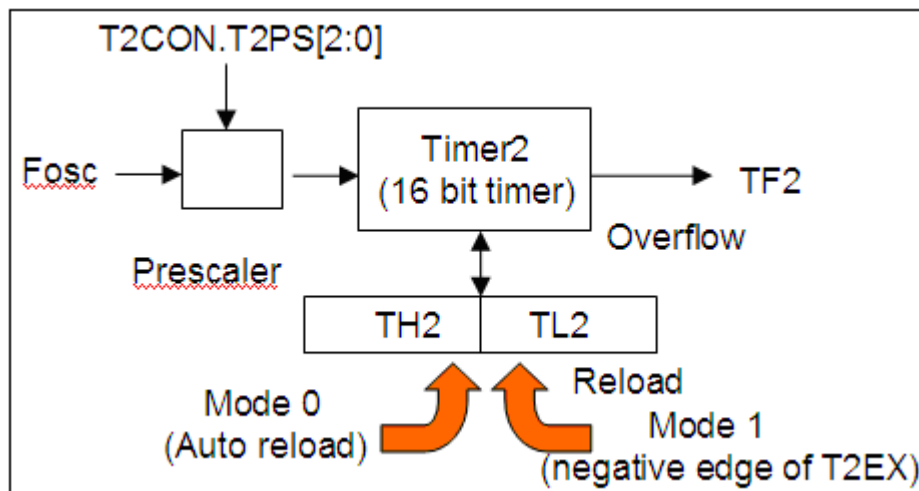 T2CON.T2PS[2:0]
Fosc
Timer2
(16 bit timer)
TF2
Overflow
Prescaler
TH2
TL2
Reload
Mode 0
(Auto reload)
Mode 1
(negative edge of T2EX)